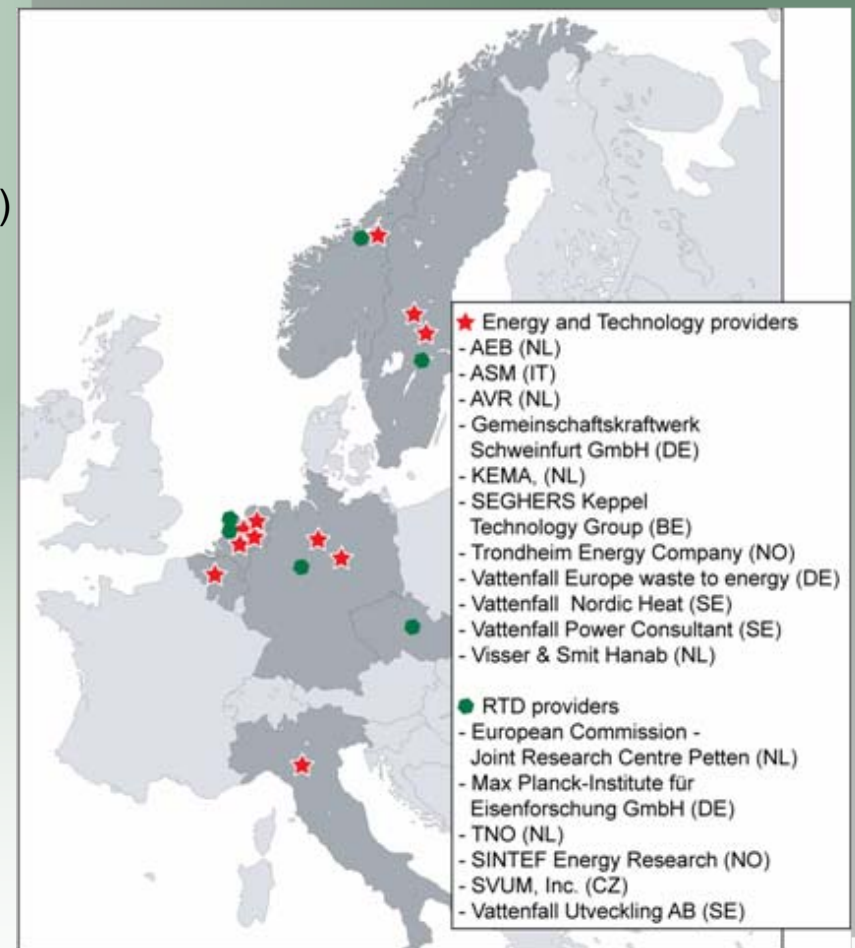 )
Energy and Technology providers
- AEB (NL)
- ASM (IT)
- AVR (NL)
- Gemeinschaftskraftwerk
Schweinfurt GmbH (DE)
- KEMA, (NL)
- SEGHERS Keppel
Technology Group (BE)
- Trondheim Energy Company (NO)
- Vattenfall Europe waste to energy (DE)
- Vattenfall Nordic Heat (SE)
- Vattenfall Power Consultant (SE)
- Visser & Smit Hanab (NL)
RTD providers
- European Commission -
Joint Research Centre Petten (NL)
- Max Planck-Institute für
Eisenforschung GmbH (DE)
- TNO (NL)
- SINTEF Energy Research (NO)
- SVUM, Inc. (CZ)
- Vattenfall Utveckling AB (SE)